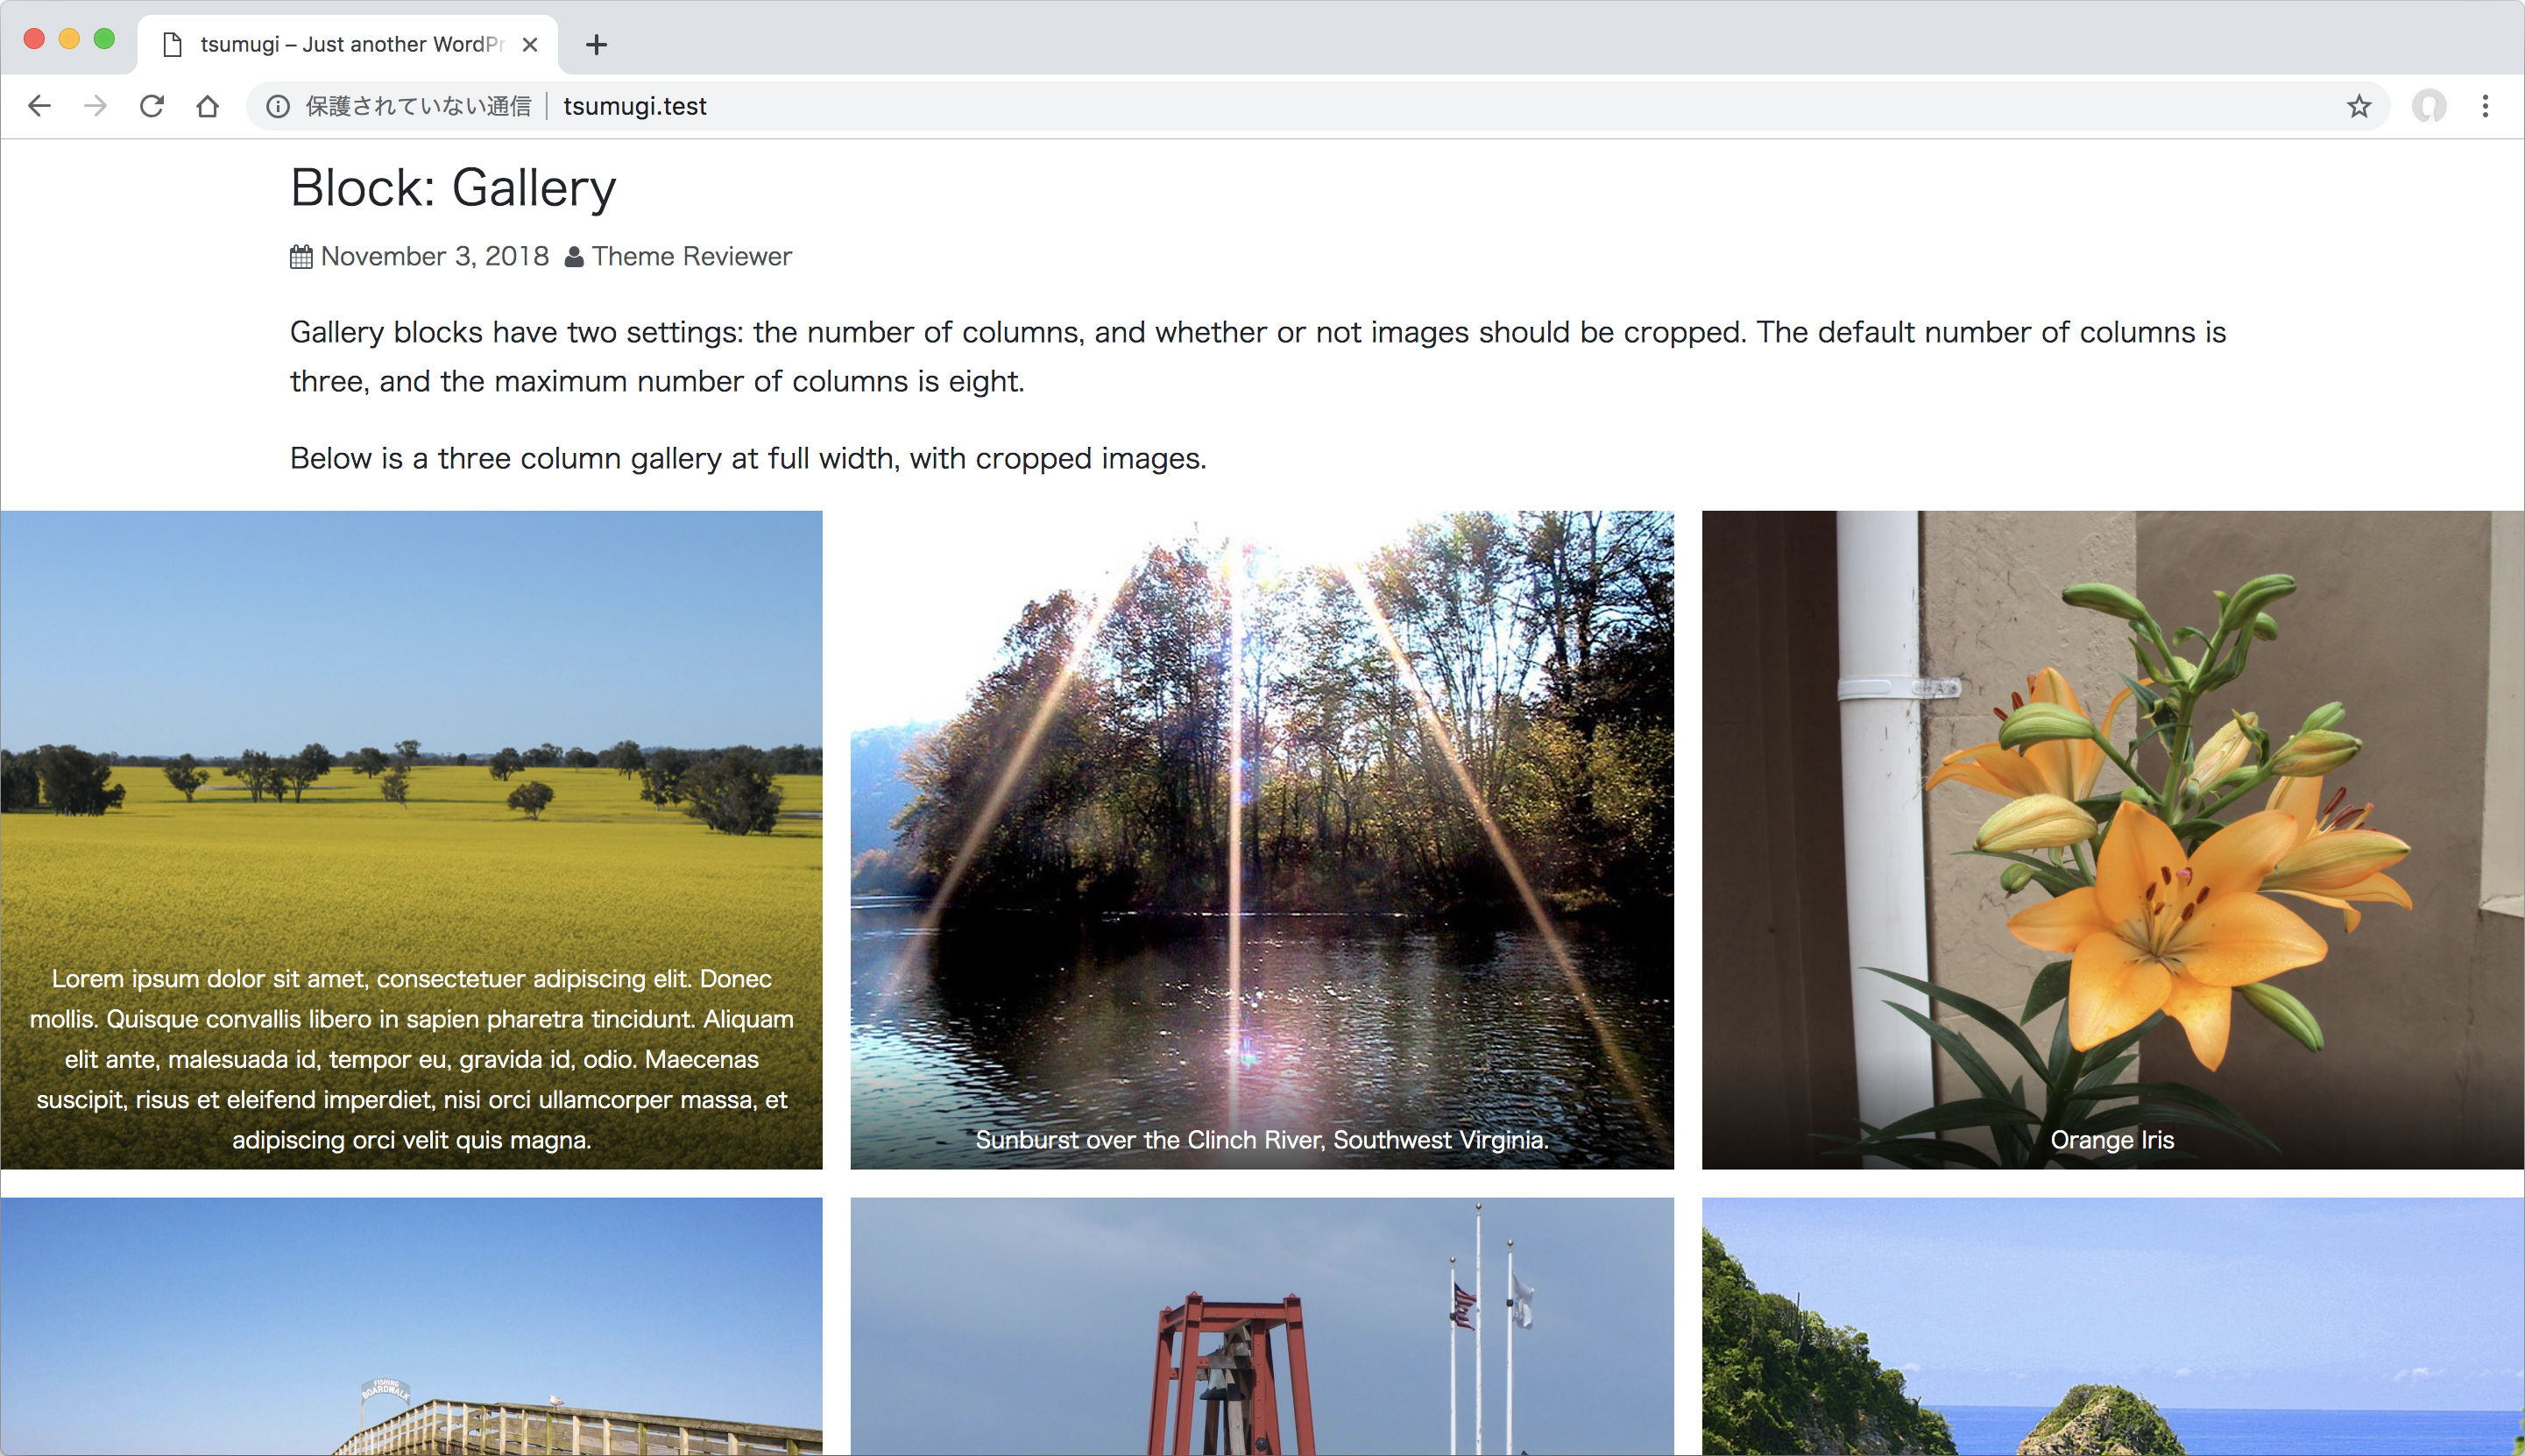 tsumugi – Just another WordPr
保護されていない通信 tsumugi.test
Block: Gallery
November 3, 2018 Theme Reviewer
Gallery blocks have two settings: the number of columns, and whether or not images should be cropped. The default number of columns is
three, and the maximum number of columns is eight.
Below is a three column gallery at full width, with cropped images.
Lorem ipsum dolor sit amet, consectetuer adipiscing elit. Donec
mollis. Quisque convallis libero in sapien pharetra tincidunt. Aliquam
elit ante, malesuada id, tempor eu, gravida id, odio. Maecenas
suscipit, risus et eleifend imperdiet, nisi orci ullamcorper massa, et
adipiscing orci velit quis magna.
Sunburst over the Clinch River, Southwest Virginia.
Orange Iris
FISHING
BOARDWALK